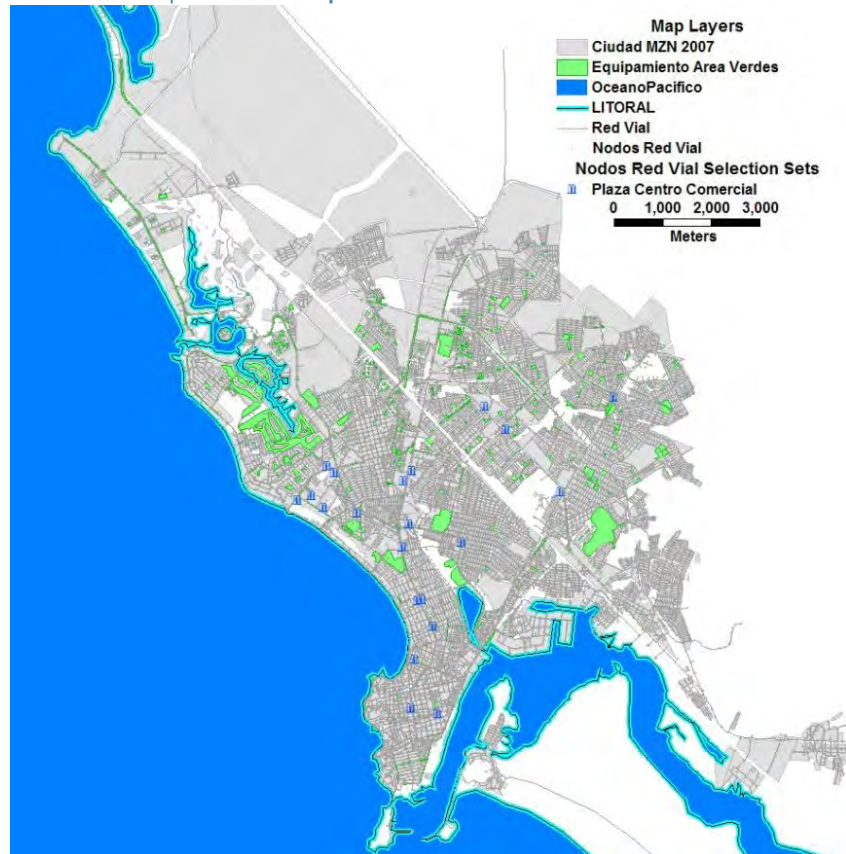 Map Layers
Ciudad MZN 2007
Equipamiento Area Verdes
OceanoPacifico
LITORAL
Red Vial
Nodos Red Vial
Nodos Red Vial Selection Sets
Plaza Centro Comercial
0 1,000 2,000 3,000
Meters